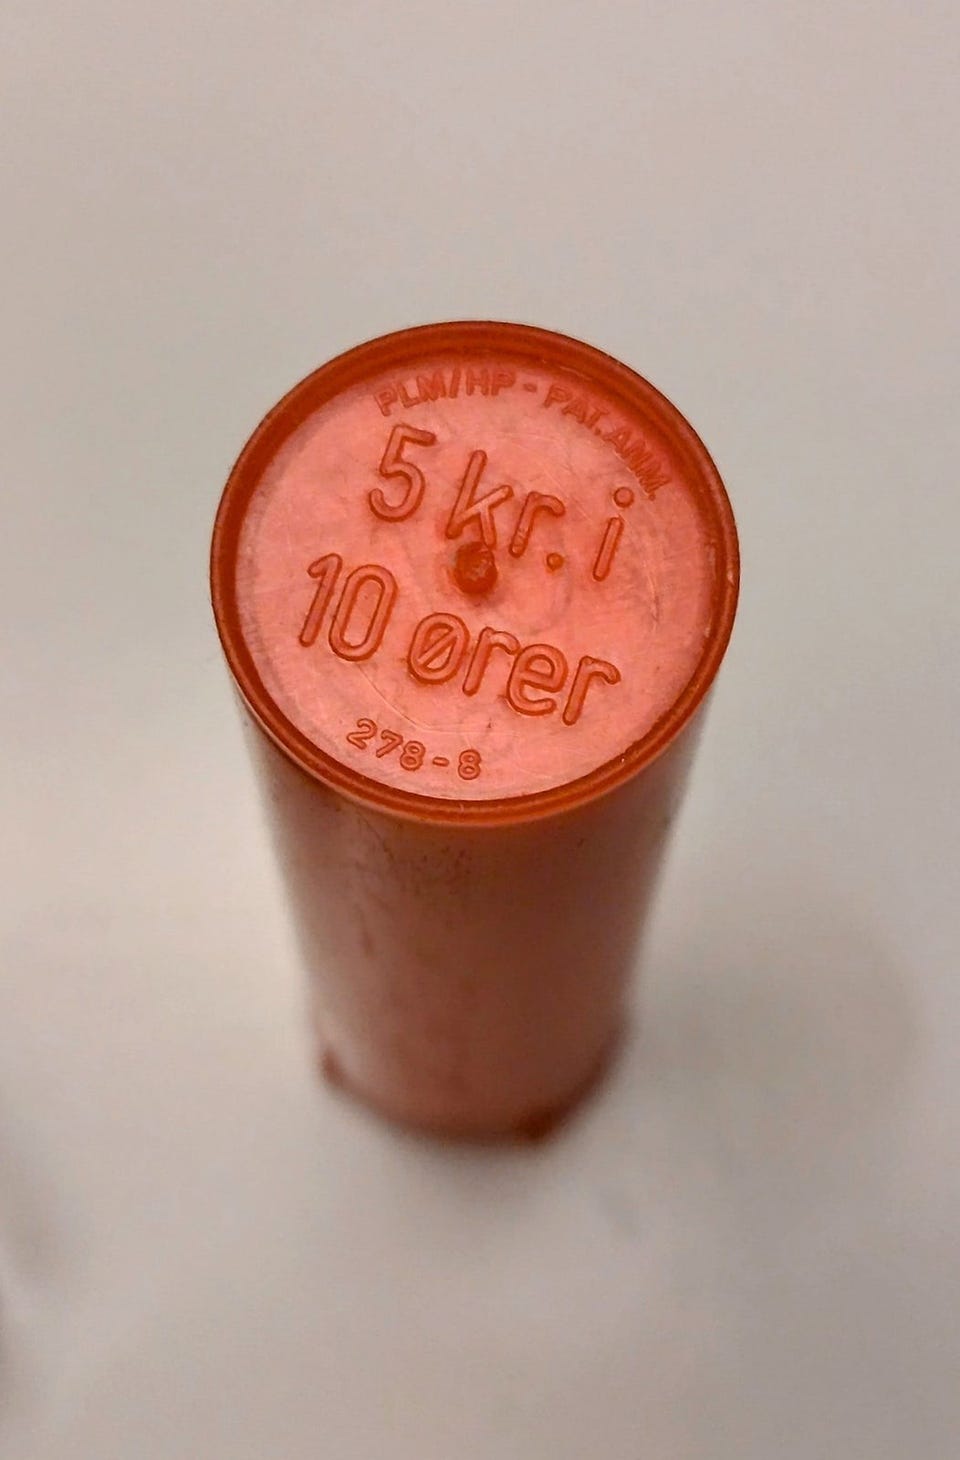 PLM/HP - PAT. ANM.
5 kr. i
10 ører
278-8